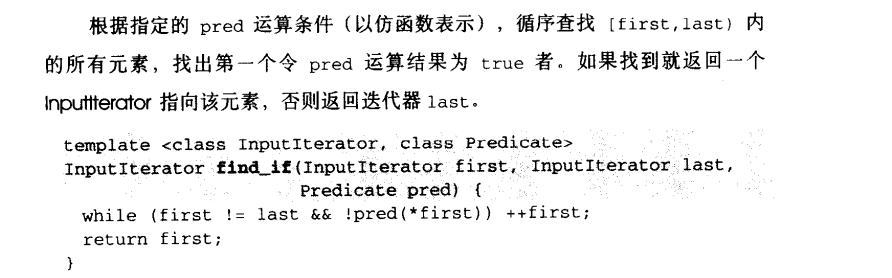 根据指定的 pred 运算条件（以仿函数表示），循序查找 [first,last) 内
的所有元素，找出第一个令 pred 运算结果为 true 者。如果找到就返回一个
InputIterator 指向该元素，否则返回迭代器 last。
template <class InputIterator, class Predicate>
InputIterator find_if(InputIterator first, InputIterator last,
Predicate pred) {
while (first != last && !pred(*first)) ++first;
return first;
}